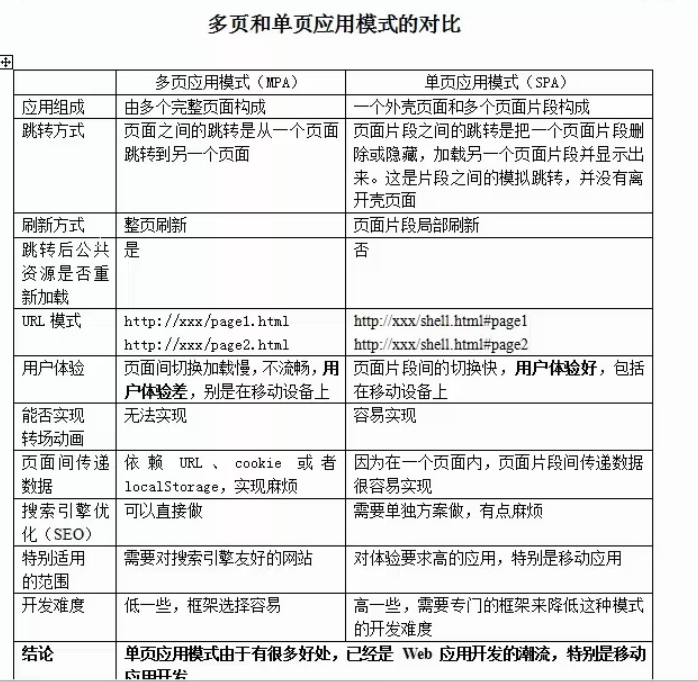 多页和单页应用模式的对比
多页应用模式（MPA）
单页应用模式（SPA）
应用组成
由多个完整页面构成
一个外壳页面和多个页面片段构成
跳转方式
页面之间的跳转是从一个页面
跳转到另一个页面
页面片段之间的跳转是把一个页面片段删
除或隐藏，加载另一个页面片段并显示出
来。这是片段之间的模拟跳转，并没有离
开壳页面
刷新方式
整页刷新
页面片段局部刷新
跳转后公共
资源是否重
新加载
是
否
URL 模式
http://xxx/page1.html
http://xxx/page2.html
http://xxx/shell.html#page1
http://xxx/shell.html#page2
用户体验
页面间切换加载慢，不流畅，用
户体验差，别是在移动设备上
页面片段间的切换快，用户体验好，包括
在移动设备上
能否实现
转场动画
无法实现
容易实现
页面间传递
数据
依赖 URL、cookie 或者
localStorage，实现麻烦
因为在一个页面内，页面片段间传递数据
很容易实现
搜索引擎优
化（SEO）
可以直接做
需要单独方案做，有点麻烦
特别适用
的范围
需要对搜索引擎友好的网站
对体验要求高的应用，特别是移动应用
开发难度
低一些，框架选择容易
高一些，需要专门的框架来降低这种模式
的开发难度
结论
单页应用模式由于有很多好处，已经是 Web 应用开发的潮流，特别是移动
应用开发